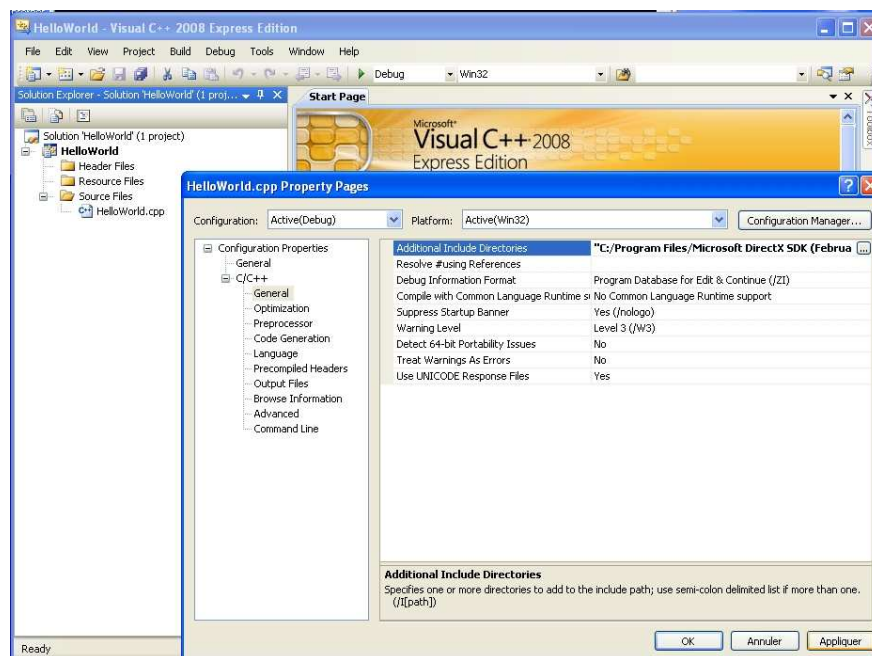 HelloWorld - Visual C++ 2008 Express Edition
File Edit View Project Build Debug Tools Window Help
Debug Win32
Solution Explorer - Solution 'HelloWorld' (1 proj...
Start Page
Toolbox
Solution 'HelloWorld' (1 project)
HelloWorld
Header Files
Resource Files
Source Files
HelloWorld.cpp
Microsoft
Visual C++ 2008
Express Edition
HelloWorld.cpp Property Pages
Configuration: Active(Debug) Platform: Active(Win32) Configuration Manager...
Configuration Properties
General
C/C++
General
Optimization
Preprocessor
Code Generation
Language
Precompiled Headers
Output Files
Browse Information
Advanced
Command Line
Additional Include Directories "C:/Program Files/Microsoft DirectX SDK (Februa ...
Resolve #using References
Debug Information Format Program Database for Edit & Continue (/ZI)
Compile with Common Language Runtime s No Common Language Runtime support
Suppress Startup Banner Yes (/nologo)
Warning Level Level 3 (/W3)
Detect 64-bit Portability Issues No
Treat Warnings As Errors No
Use UNICODE Response Files Yes
Additional Include Directories
Specifies one or more directories to add to the include path; use semi-colon delimited list if more than one.
(/I[path])
OK Annuler Appliquer
Ready